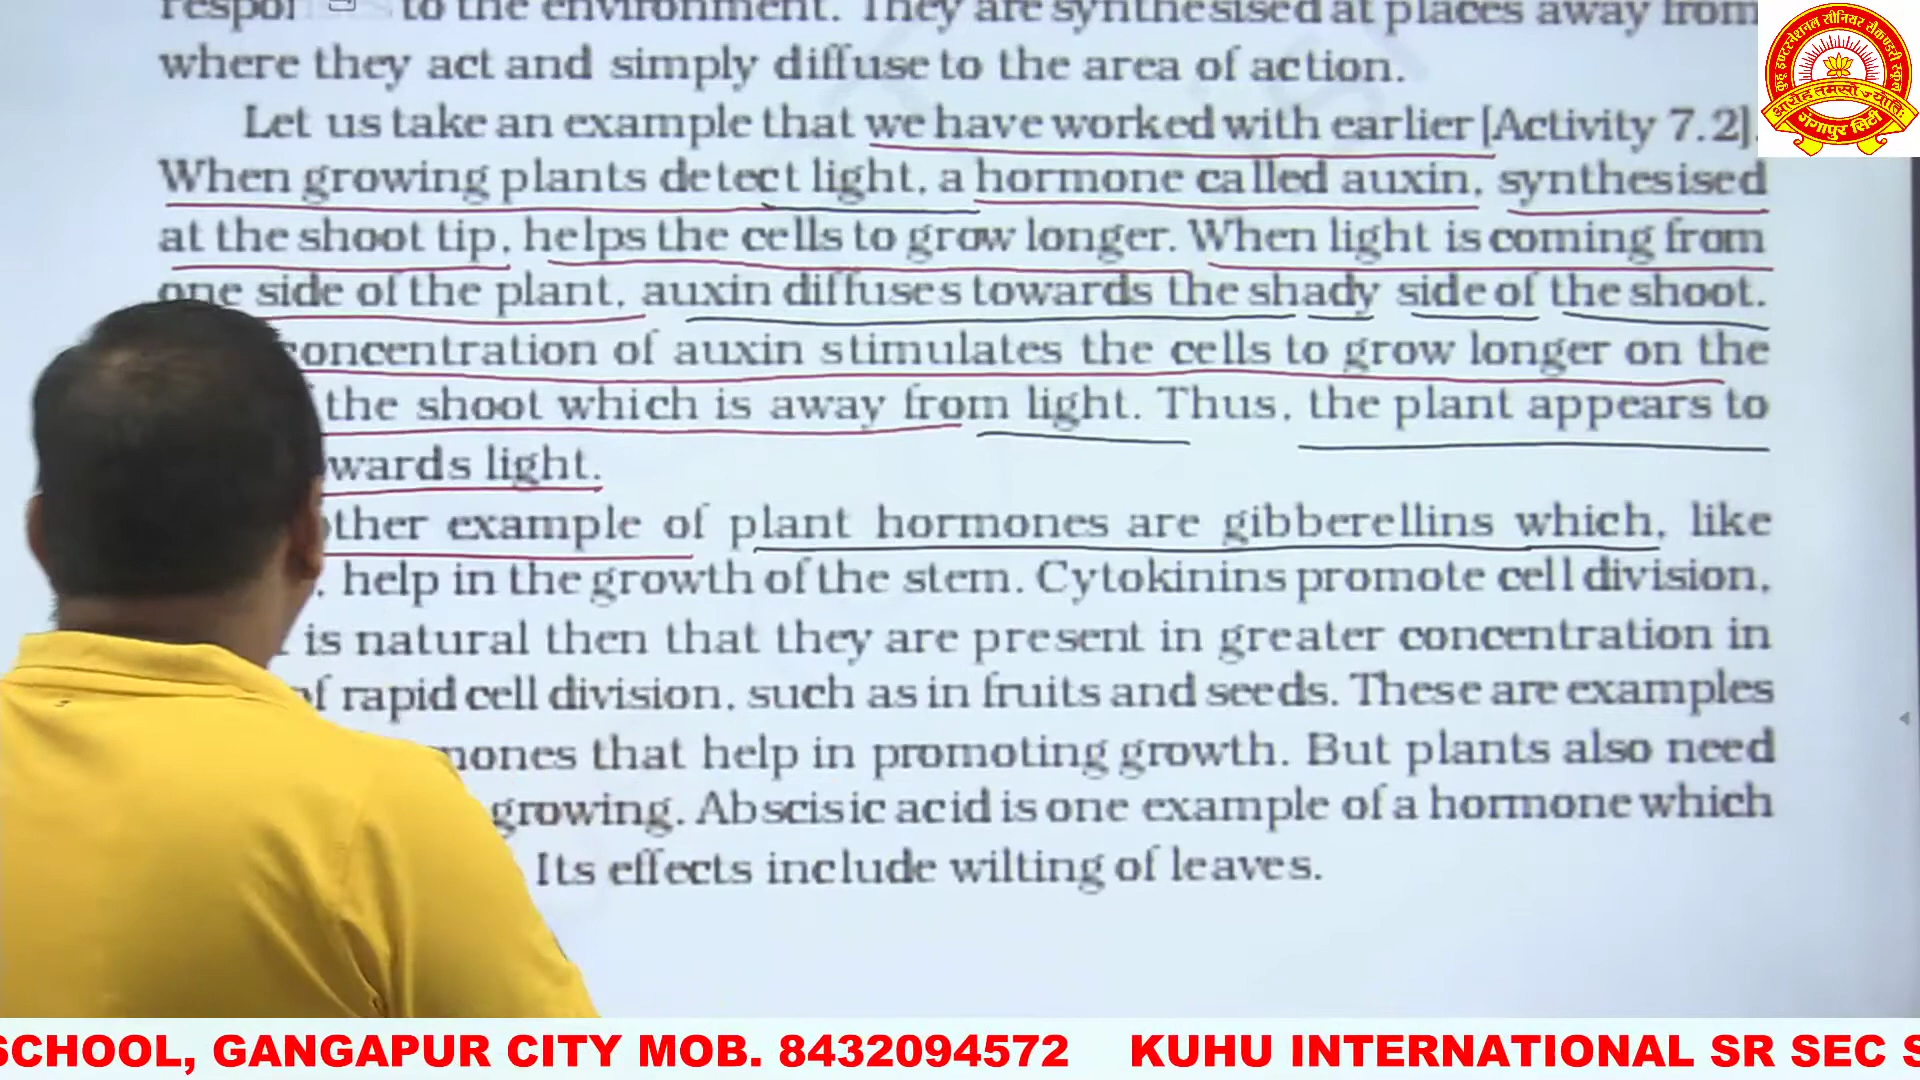 to the environment. They are synthesised at places away from
where they act and simply diffuse to the area of action.
Let us take an example that we have worked with earlier [Activity 7.2].
When growing plants detect light, a hormone called auxin, synthesised
at the shoot tip, helps the cells to grow longer. When light is coming from
one side of the plant, auxin diffuses towards the shady side of the shoot.
concentration of auxin stimulates the cells to grow longer on the
the shoot which is away from light. Thus, the plant appears to
wards light.
other example of plant hormones are gibberellins which, like
, help in the growth of the stem. Cytokinins promote cell division,
is natural then that they are present in greater concentration in
of rapid cell division, such as in fruits and seeds. These are examples
mones that help in promoting growth. But plants also need
growing. Abscisic acid is one example of a hormone which
Its effects include wilting of leaves.
कुहू इण्टरनेशनल सीनियर सैकण्डरी स्कूल
गंगापुर सिटी
SCHOOL, GANGAPUR CITY MOB. 8432094572 KUHU INTERNATIONAL SR SEC S